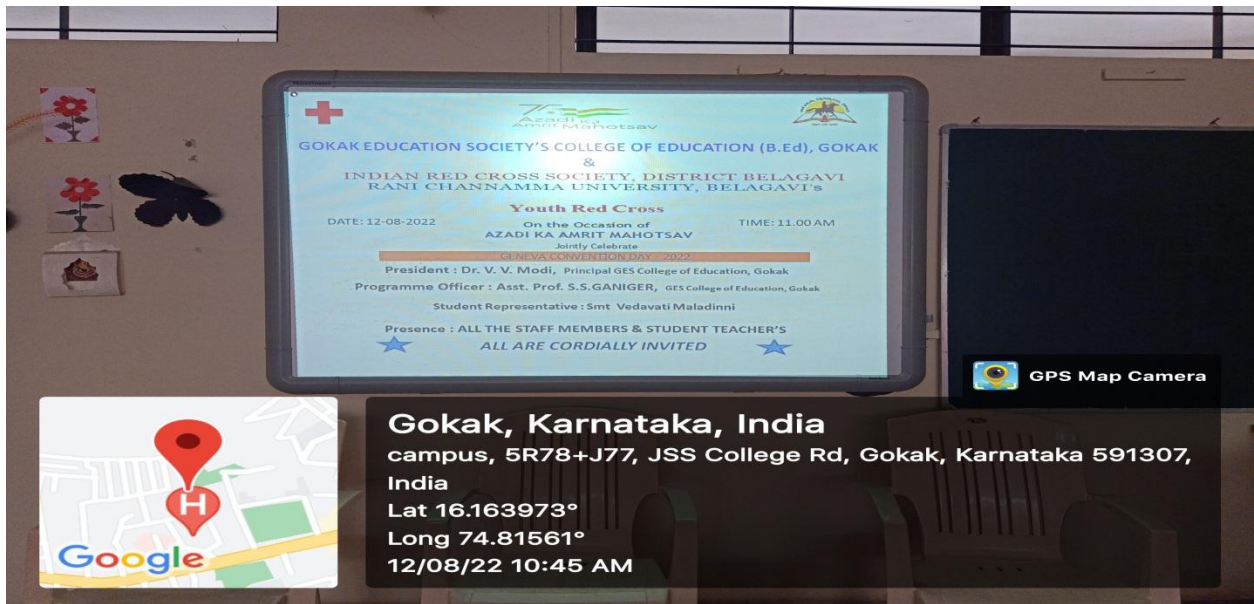 Azadi Ka
Amrit Mahotsav
GOKAK EDUCATION SOCIETY'S COLLEGE OF EDUCATION (B.Ed), GOKAK
&
INDIAN RED CROSS SOCIETY, DISTRICT BELAGAVI
RANI CHANNAMMA UNIVERSITY, BELAGAVI's
Youth Red Cross
DATE: 12-08-2022
On the Occasion of
TIME: 11.00 AM
AZADI KA AMRIT MAHOTSAV
Jointly Celebrate
GENEVA CONVENTION DAY - 2022
President : Dr. V. V. Modi, Principal GES College of Education, Gokak
Programme Officer : Asst. Prof. S.S.GANIGER, GES College of Education, Gokak
Student Representative : Smt Vedavati Maladinni
Presence : ALL THE STAFF MEMBERS & STUDENT TEACHER'S
ALL ARE CORDIALLY INVITED
GPS Map Camera
H
Google
Gokak, Karnataka, India
campus, 5R78+J77, JSS College Rd, Gokak, Karnataka 591307,
India
Lat 16.163973°
Long 74.81561°
12/08/22 10:45 AM